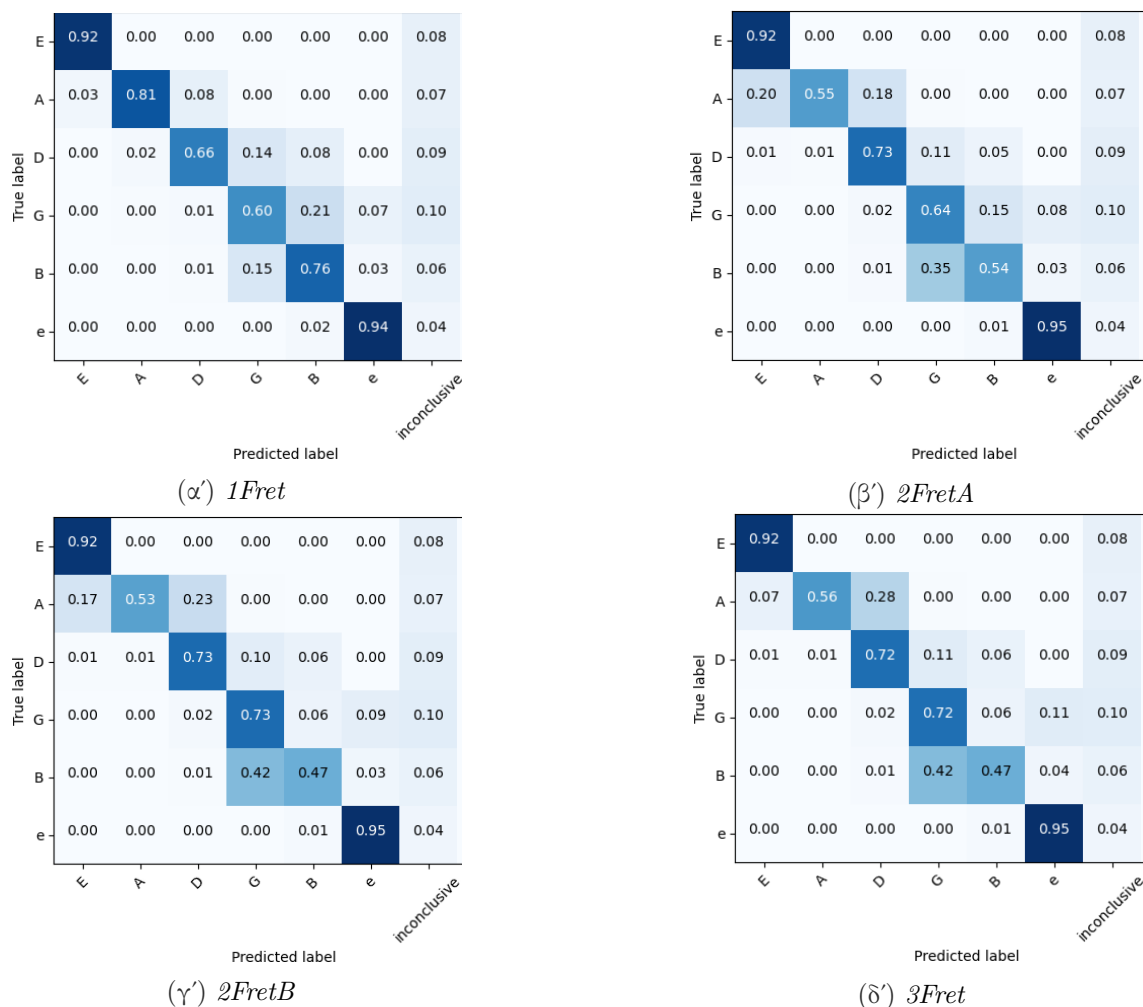 E 0.92 0.00 0.00 0.00 0.00 0.00 0.08
A 0.03 0.81 0.08 0.00 0.00 0.00 0.07
D 0.00 0.02 0.66 0.14 0.08 0.00 0.09
G 0.00 0.00 0.01 0.60 0.21 0.07 0.10
B 0.00 0.00 0.01 0.15 0.76 0.03 0.06
e 0.00 0.00 0.00 0.00 0.02 0.94 0.04
True label
E A D G B e inconclusive
Predicted label
(α΄) 1Fret
E 0.92 0.00 0.00 0.00 0.00 0.00 0.08
A 0.20 0.55 0.18 0.00 0.00 0.00 0.07
D 0.01 0.01 0.73 0.11 0.05 0.00 0.09
G 0.00 0.00 0.02 0.64 0.15 0.08 0.10
B 0.00 0.00 0.01 0.35 0.54 0.03 0.06
e 0.00 0.00 0.00 0.00 0.01 0.95 0.04
True label
E A D G B e inconclusive
Predicted label
(β΄) 2FretA
E 0.92 0.00 0.00 0.00 0.00 0.00 0.08
A 0.17 0.53 0.23 0.00 0.00 0.00 0.07
D 0.01 0.01 0.73 0.10 0.06 0.00 0.09
G 0.00 0.00 0.02 0.73 0.06 0.09 0.10
B 0.00 0.00 0.01 0.42 0.47 0.03 0.06
e 0.00 0.00 0.00 0.00 0.01 0.95 0.04
True label
E A D G B e inconclusive
Predicted label
(γ΄) 2FretB
E 0.92 0.00 0.00 0.00 0.00 0.00 0.08
A 0.07 0.56 0.28 0.00 0.00 0.00 0.07
D 0.01 0.01 0.72 0.11 0.06 0.00 0.09
G 0.00 0.00 0.02 0.72 0.06 0.11 0.10
B 0.00 0.00 0.01 0.42 0.47 0.04 0.06
e 0.00 0.00 0.00 0.00 0.01 0.95 0.04
True label
E A D G B e inconclusive
Predicted label
(δ΄) 3Fret